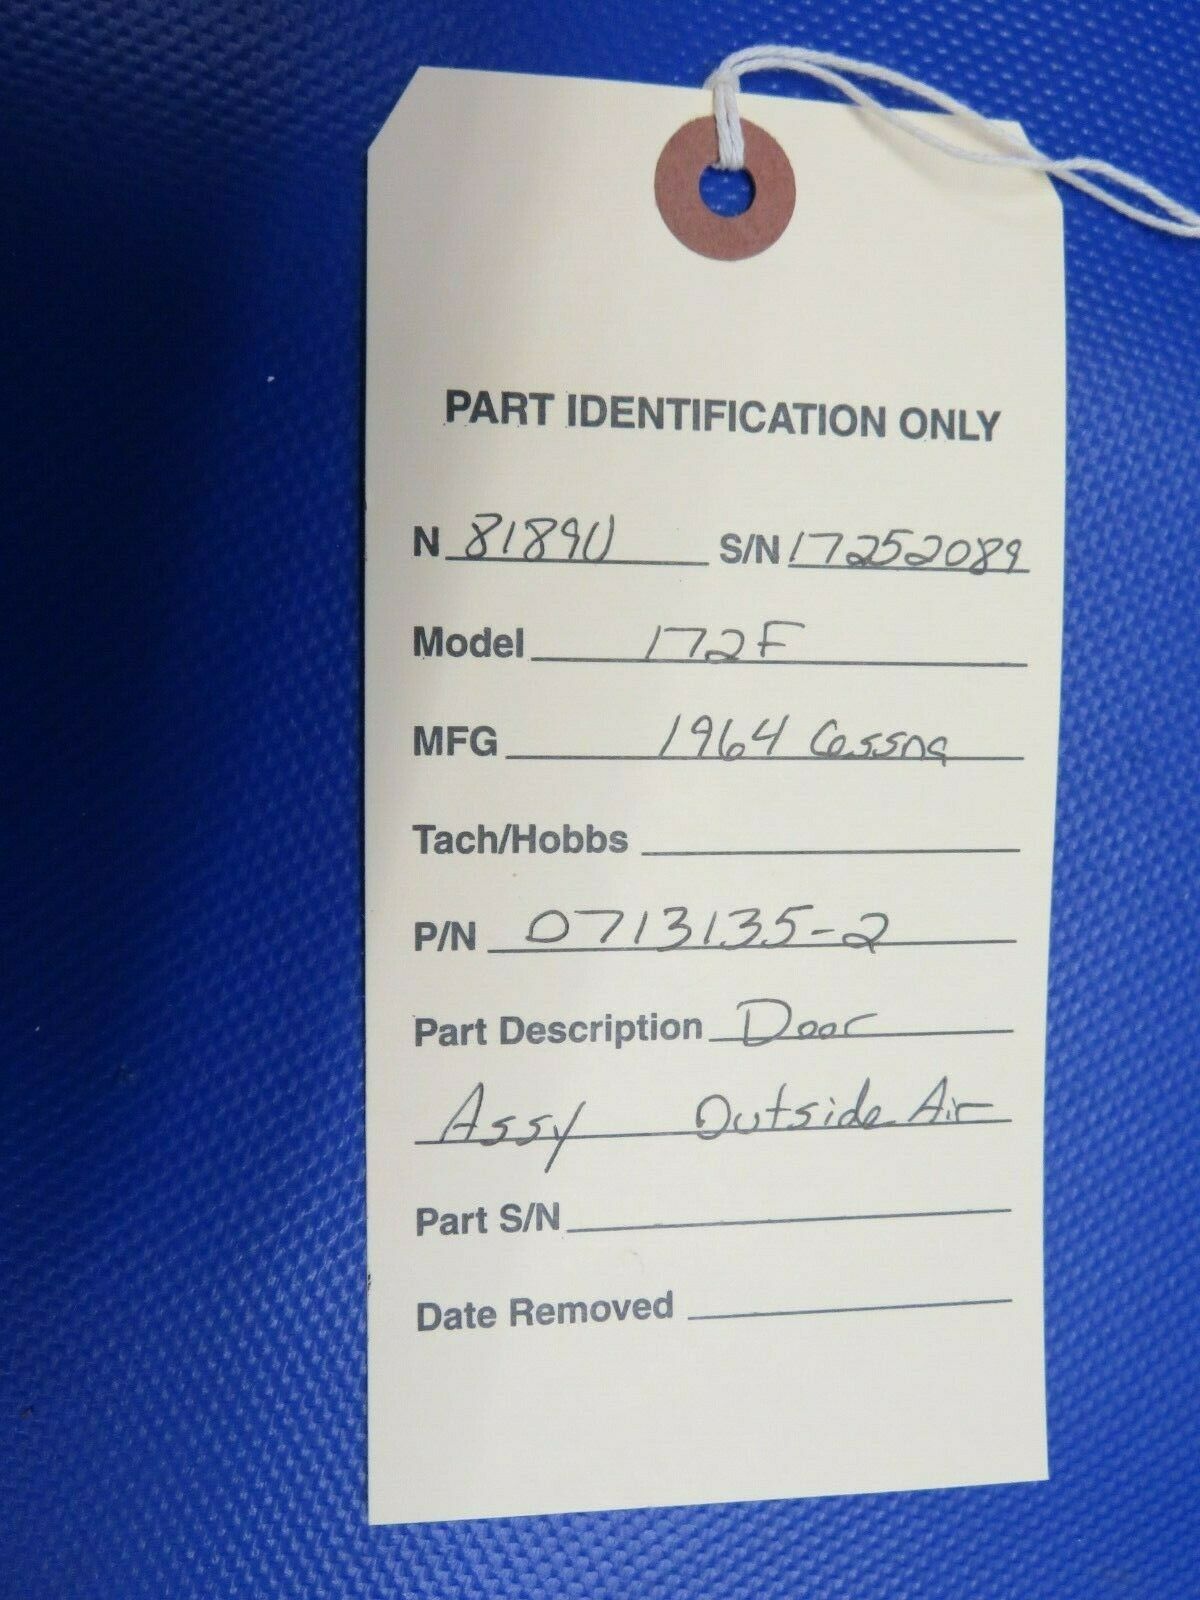 PART IDENTIFICATION ONLY
N 8189U S/N 17252089
Model 172F
MFG 1964 Cessna
Tach/Hobbs
P/N 0713135-2
Part Description Door
Assy Outside Air
Part S/N
Date Removed